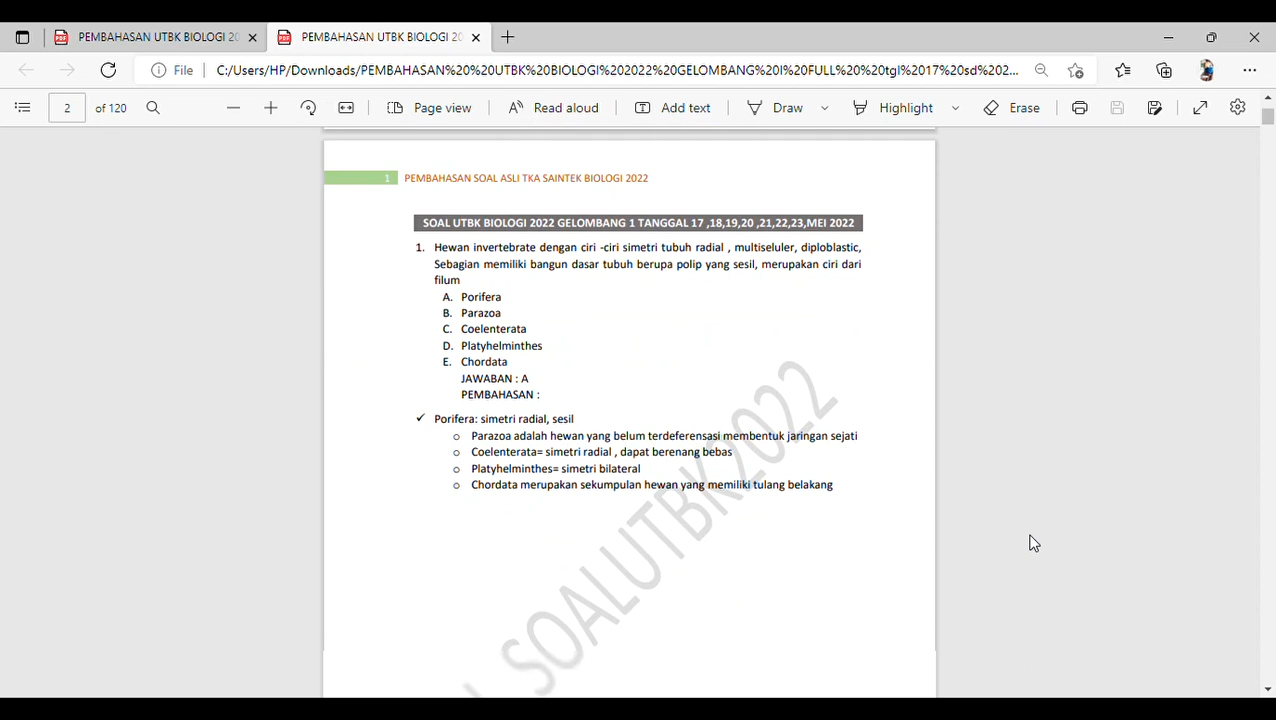 PEMBAHASAN UTBK BIOLOGI 20
PEMBAHASAN UTBK BIOLOGI 20
File
C:/Users/HP/Downloads/PEMBAHASAN%20%20UTBK%20BIOLOGI%202022%20GELOMBANG%20I%20FULL%20%20tgl%2017%20sd%202...
2 of 120
Page view
Read aloud
Add text
Draw
Highlight
Erase
1 PEMBAHASAN SOAL ASLI TKA SAINTEK BIOLOGI 2022
SOAL UTBK BIOLOGI 2022 GELOMBANG 1 TANGGAL 17 ,18,19,20 ,21,22,23,MEI 2022
1. Hewan invertebrate dengan ciri -ciri simetri tubuh radial , multiseluler, diploblastic,
Sebagian memiliki bangun dasar tubuh berupa polip yang sesil, merupakan ciri dari
filum
A. Porifera
B. Parazoa
C. Coelenterata
D. Platyhelminthes
E. Chordata
JAWABAN : A
PEMBAHASAN :
✓ Porifera: simetri radial, sesil
o Parazoa adalah hewan yang belum terdeferensasi membentuk jaringan sejati
o Coelenterata= simetri radial , dapat berenang bebas
o Platyhelminthes= simetri bilateral
o Chordata merupakan sekumpulan hewan yang memiliki tulang belakang
SOALUTBK2022